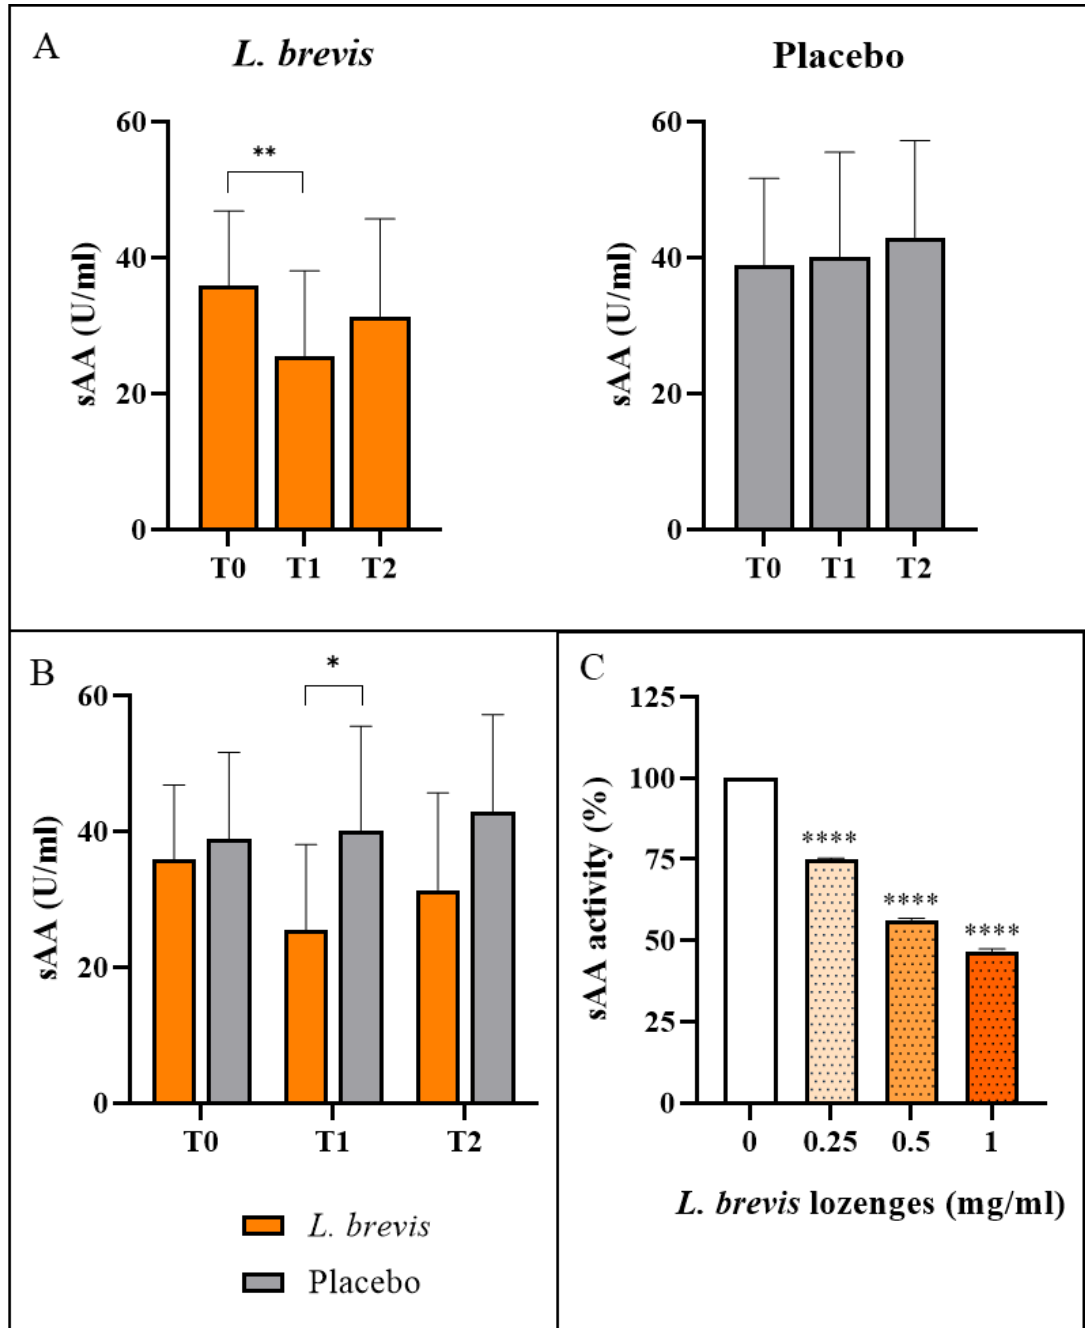 A
L. brevis
Placebo
60
40
20
0
sAA (U/ml)
**
T0 T1 T2
60
40
20
0
sAA (U/ml)
T0 T1 T2
B
60
40
20
0
sAA (U/ml)
*
T0 T1 T2
L. brevis
Placebo
C
125
100
75
50
25
0
sAA activity (%)
****
****
****
0 0.25 0.5 1
L. brevis lozenges (mg/ml)